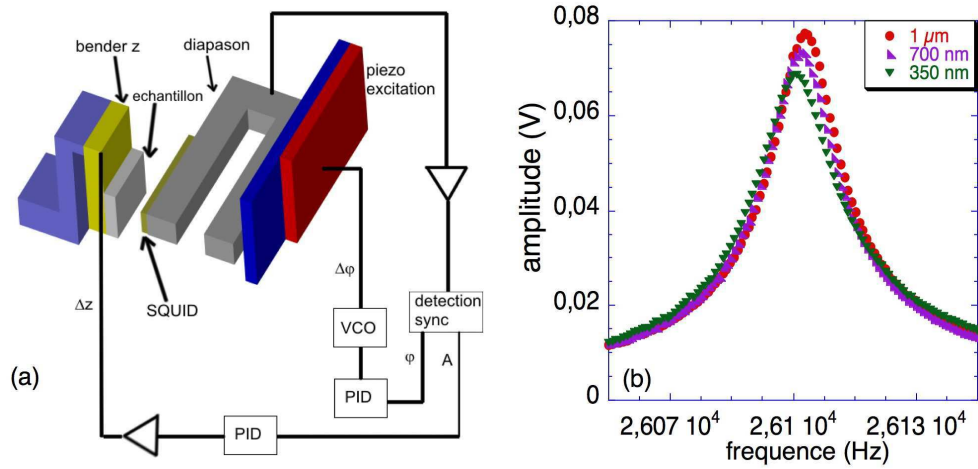 bender z
diapason
echantillon
piezo
excitation
Δz
SQUID
Δφ
VCO
PID
detection
sync
φ
A
PID
(a)
0,08
0,06
0,04
0,02
0
amplitude (V)
1 µm
700 nm
350 nm
(b)
2,607 10⁴
2,61 10⁴
2,613 10⁴
frequence (Hz)